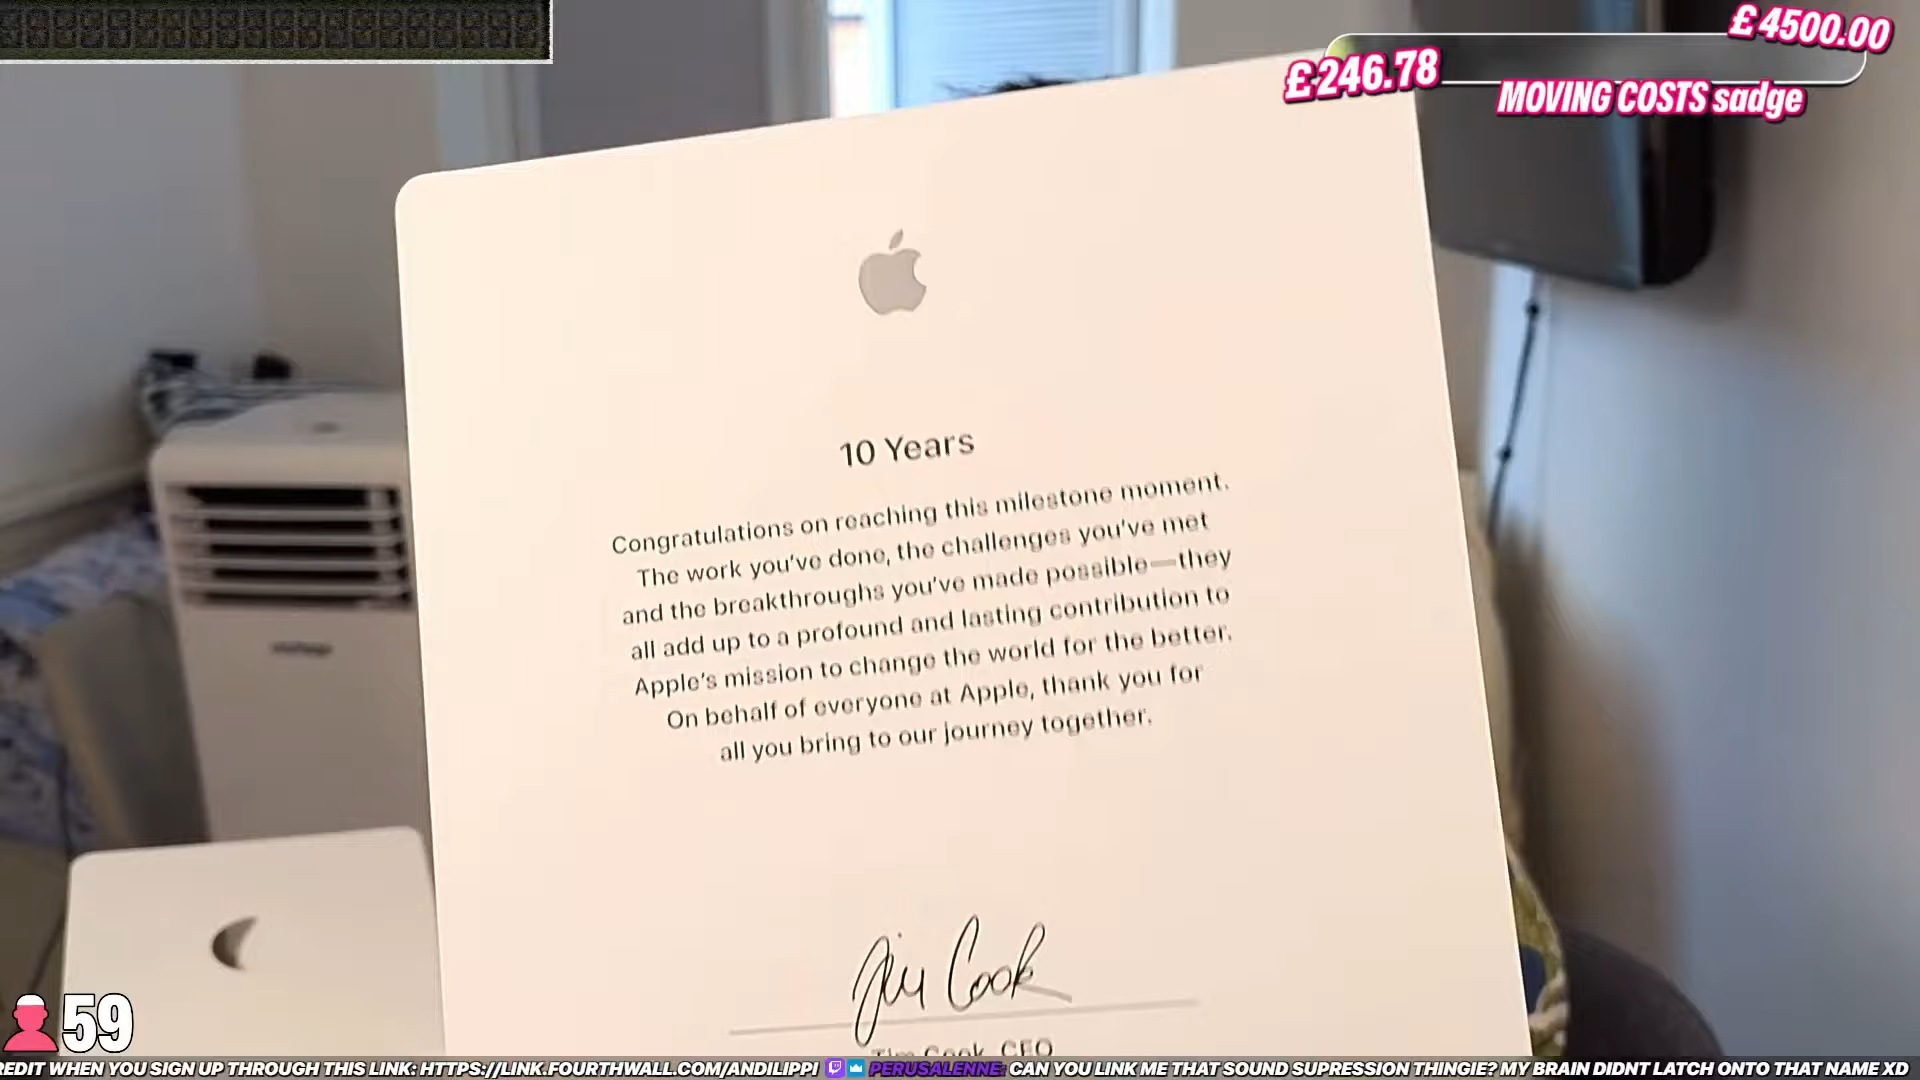 £4500.00
£246.78
MOVING COSTS sadge
10 Years
Congratulations on reaching this milestone moment.
The work you've done, the challenges you've met
and the breakthroughs you've made possible—they
all add up to a profound and lasting contribution to
Apple's mission to change the world for the better.
On behalf of everyone at Apple, thank you for
all you bring to our journey together.
Tim Cook
Tim Cook, CEO
59
REDIT WHEN YOU SIGN UP THROUGH THIS LINK: HTTPS://LINK.FOURTHWALL.COM/ANDILIPPI PERUSALENNE: CAN YOU LINK ME THAT SOUND SUPRESSION THINGIE? MY BRAIN DIDNT LATCH ONTO THAT NAME XD